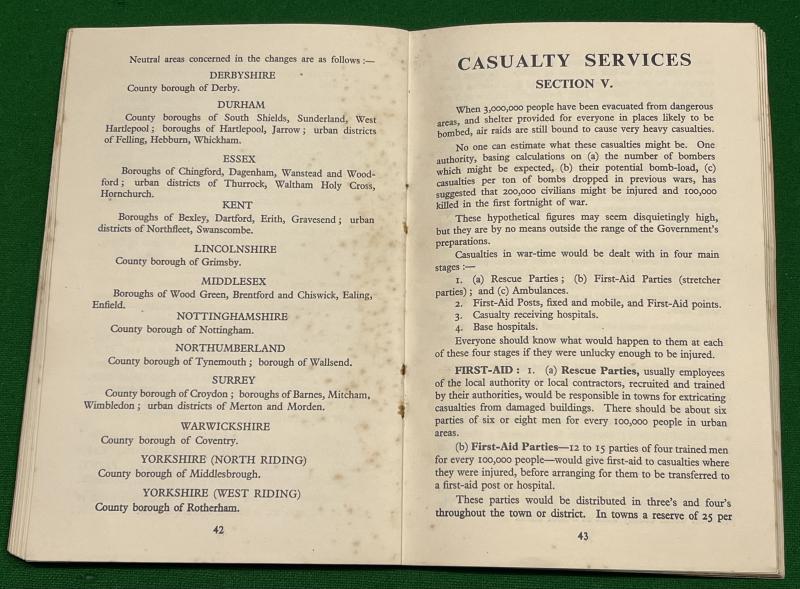 Neutral areas concerned in the changes are as follows :—
DERBYSHIRE
County borough of Derby.
DURHAM
County boroughs of South Shields, Sunderland, West
Hartlepool ; boroughs of Hartlepool, Jarrow ; urban districts
of Felling, Hebburn, Whickham.
ESSEX
Boroughs of Chingford, Dagenham, Wanstead and Wood-
ford ; urban districts of Thurrock, Waltham Holy Cross,
Hornchurch.
KENT
Boroughs of Bexley, Dartford, Erith, Gravesend ; urban
districts of Northfleet, Swanscombe.
LINCOLNSHIRE
County borough of Grimsby.
MIDDLESEX
Boroughs of Wood Green, Brentford and Chiswick, Ealing,
Enfield.
NOTTINGHAMSHIRE
County borough of Nottingham.
NORTHUMBERLAND
County borough of Tynemouth ; borough of Wallsend.
SURREY
County borough of Croydon ; boroughs of Barnes, Mitcham,
Wimbledon ; urban districts of Merton and Morden.
WARWICKSHIRE
County borough of Coventry.
YORKSHIRE (NORTH RIDING)
County borough of Middlesbrough.
YORKSHIRE (WEST RIDING)
County borough of Rotherham.
42
CASUALTY SERVICES
SECTION V.
When 3,000,000 people have been evacuated from dangerous
areas, and shelter provided for everyone in places likely to be
bombed, air raids are still bound to cause very heavy casualties.
No one can estimate what these casualties might be. One
authority, basing calculations on (a) the number of bombers
which might be expected, (b) their potential bomb-load, (c)
casualties per ton of bombs dropped in previous wars, has
suggested that 200,000 civilians might be injured and 100,000
killed in the first fortnight of war.
These hypothetical figures may seem disquietingly high,
but they are by no means outside the range of the Government's
preparations.
Casualties in war-time would be dealt with in four main
stages :—
1. (a) Rescue Parties ; (b) First-Aid Parties (stretcher
parties) ; and (c) Ambulances.
2. First-Aid Posts, fixed and mobile, and First-Aid points.
3. Casualty receiving hospitals.
4. Base hospitals.
Everyone should know what would happen to them at each
of these four stages if they were unlucky enough to be injured.
FIRST-AID : 1. (a) Rescue Parties, usually employees
of the local authority or local contractors, recruited and trained
by their authorities, would be responsible in towns for extricating
casualties from damaged buildings. There should be about six
parties of six or eight men for every 100,000 people in urban
areas.
(b) First-Aid Parties—12 to 15 parties of four trained men
for every 100,000 people—would give first-aid to casualties where
they were injured, before arranging for them to be transferred to
a first-aid post or hospital.
These parties would be distributed in three's and four's
throughout the town or district. In towns a reserve of 25 per
43